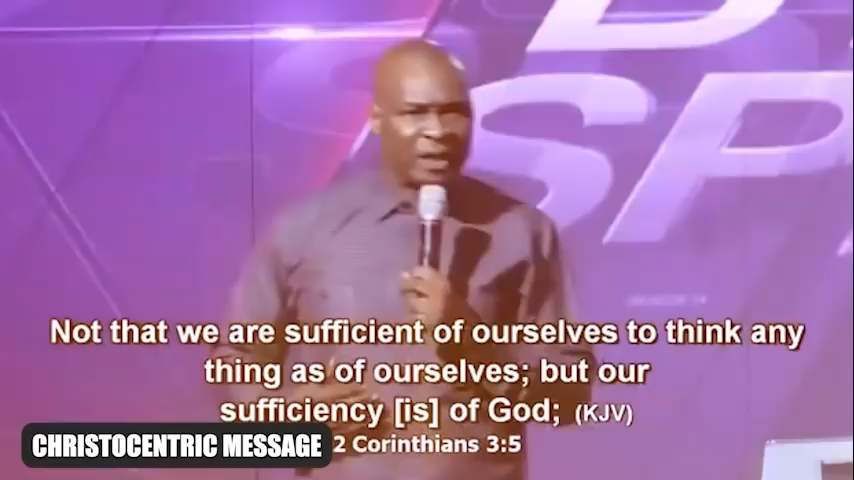 D
SP
Not that we are sufficient of ourselves to think any
thing as of ourselves; but our
sufficiency [is] of God; (KJV)
CHRISTOCENTRIC MESSAGE 2 Corinthians 3:5